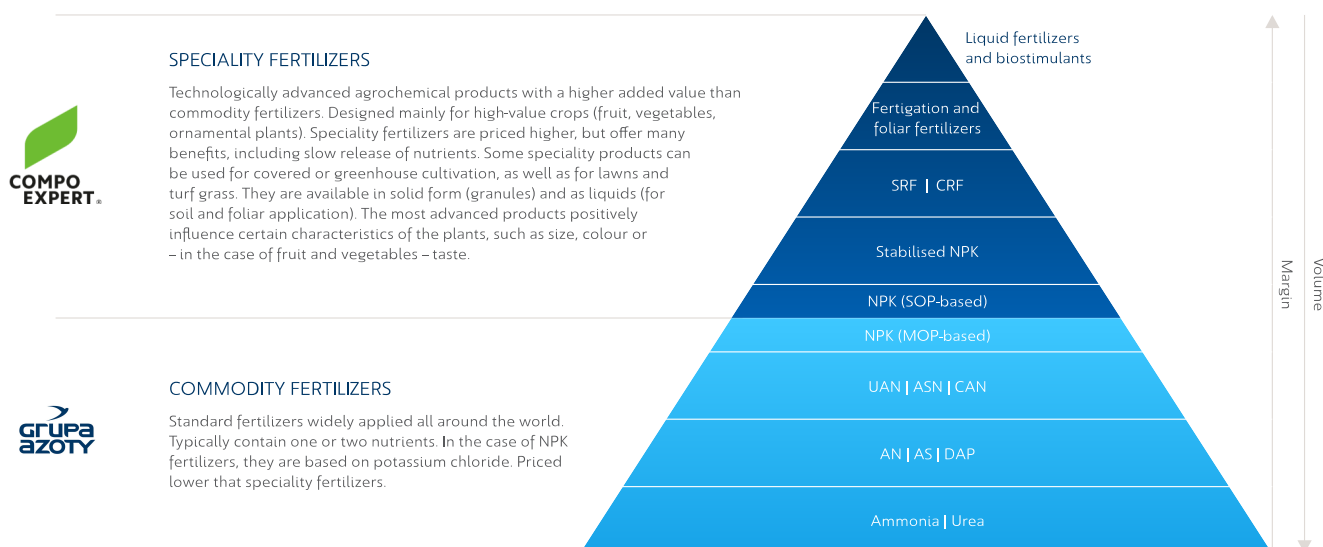 SPECIALITY FERTILIZERS
Technologically advanced agrochemical products with a higher added value than
commodity fertilizers. Designed mainly for high-value crops (fruit, vegetables,
ornamental plants). Speciality fertilizers are priced higher, but offer many
benefits, including slow release of nutrients. Some speciality products can
be used for covered or greenhouse cultivation, as well as for lawns and
turf grass. They are available in solid form (granules) and as liquids (for
soil and foliar application). The most advanced products positively
influence certain characteristics of the plants, such as size, colour or
– in the case of fruit and vegetables – taste.
COMPO
EXPERT®
COMMODITY FERTILIZERS
Standard fertilizers widely applied all around the world.
Typically contain one or two nutrients. In the case of NPK
fertilizers, they are based on potassium chloride. Priced
lower that speciality fertilizers.
GRUPA
AZOTY
Liquid fertilizers
and biostimulants
Fertigation and
foliar fertilizers
SRF | CRF
Stabilised NPK
NPK (SOP-based)
NPK (MOP-based)
UAN | ASN | CAN
AN | AS | DAP
Ammonia | Urea
Margin
Volume